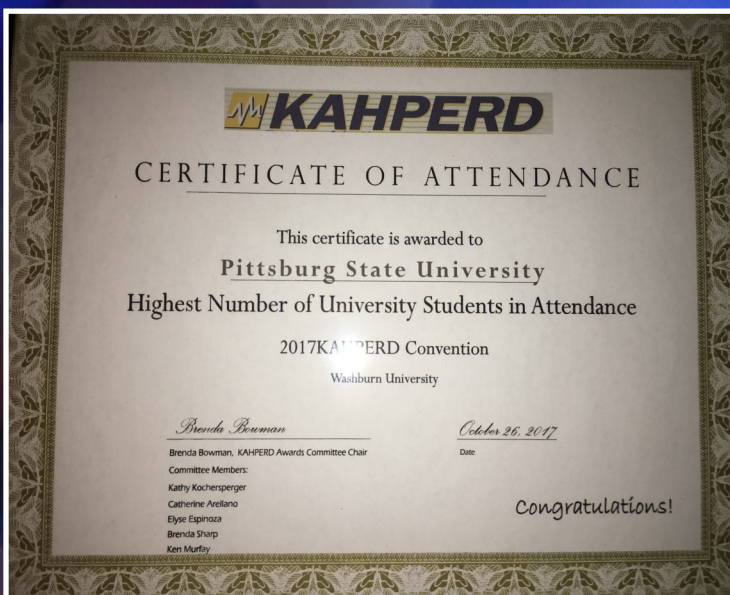 KAHPERD
CERTIFICATE OF ATTENDANCE
This certificate is awarded to
Pittsburg State University
Highest Number of University Students in Attendance
2017KAHPERD Convention
Washburn University
Brenda Bowman
October 26, 2017
Brenda Bowman, KAHPERD Awards Committee Chair
Date
Committee Members:
Kathy Kochersperger
Catherine Arellano
Elyse Espinoza
Brenda Sharp
Ken Murfay
Congratulations!